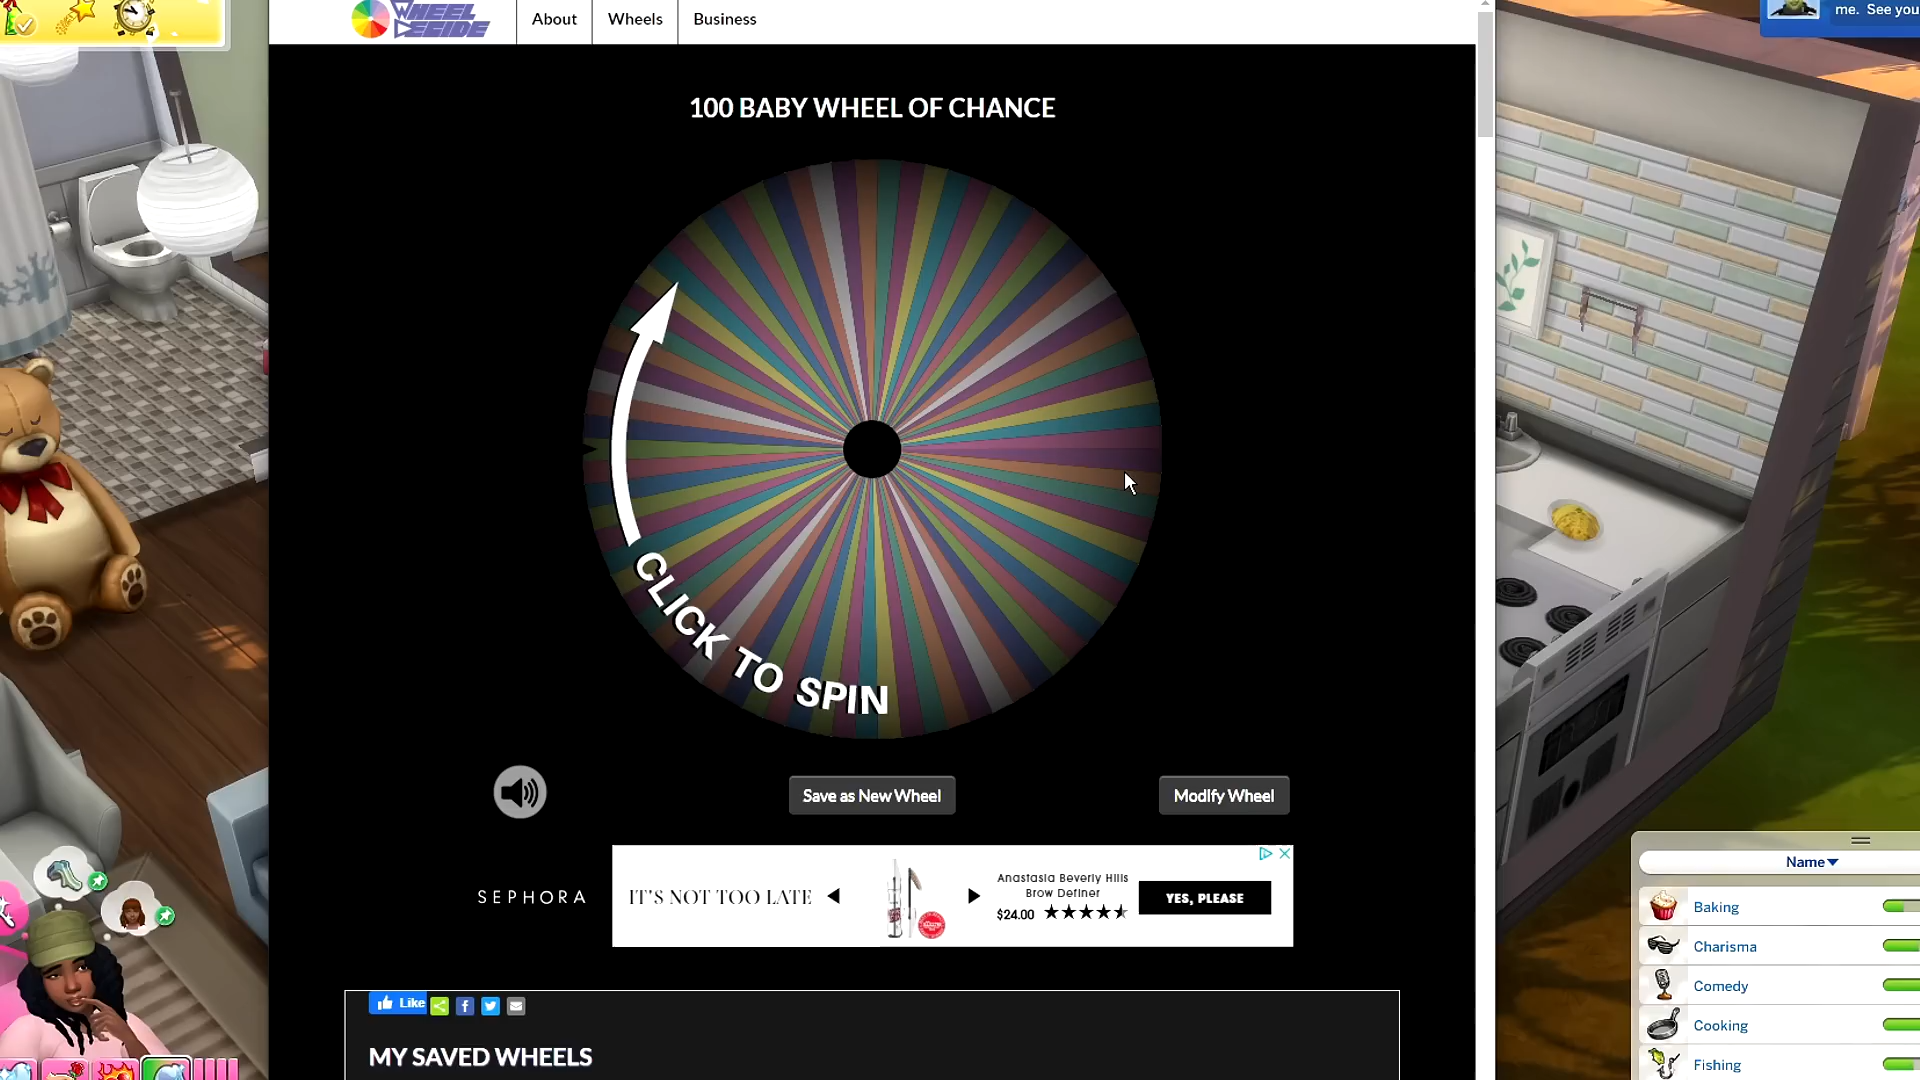 WHEEL DECIDE
About
Wheels
Business
me. See you
100 BABY WHEEL OF CHANCE
CLICK TO SPIN
Save as New Wheel
Modify Wheel
SEPHORA
IT'S NOT TOO LATE
Anastasia Beverly Hills
Brow Definer
$24.00
YES, PLEASE
Like
MY SAVED WHEELS
Name
Baking
Charisma
Comedy
Cooking
Fishing